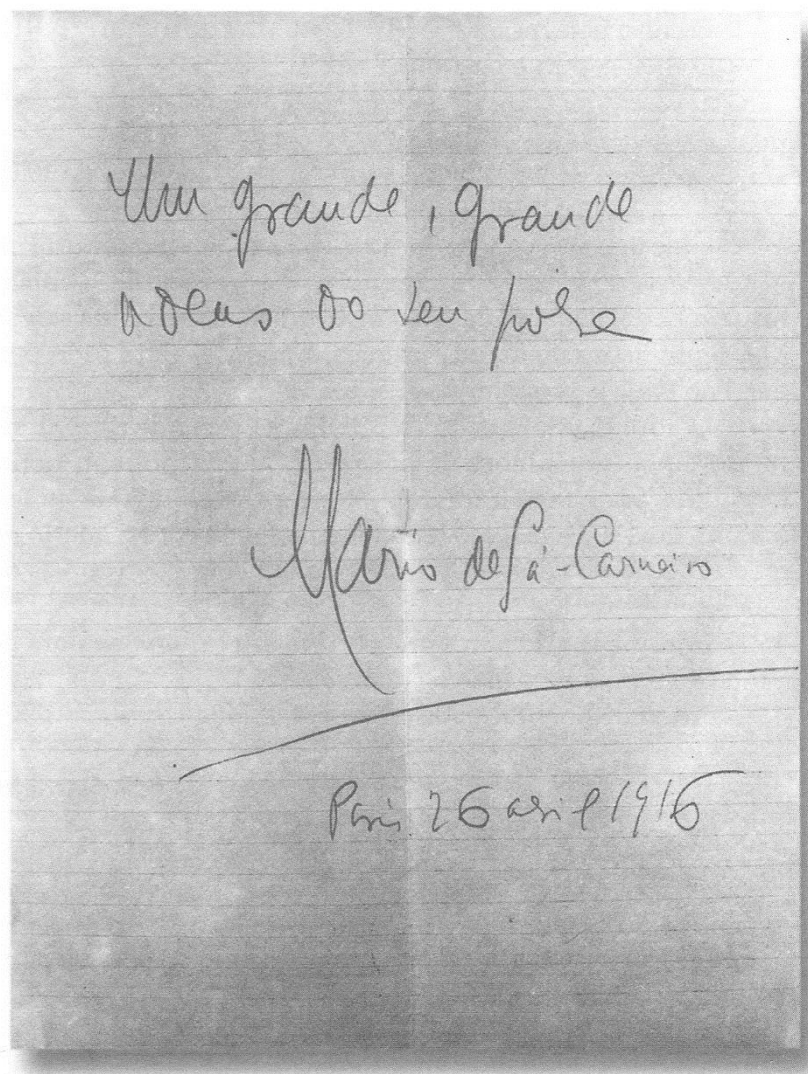 Um grande, grande
adeus do seu pobre
Mário de Sá-Carneiro
Paris 26 abril 1916